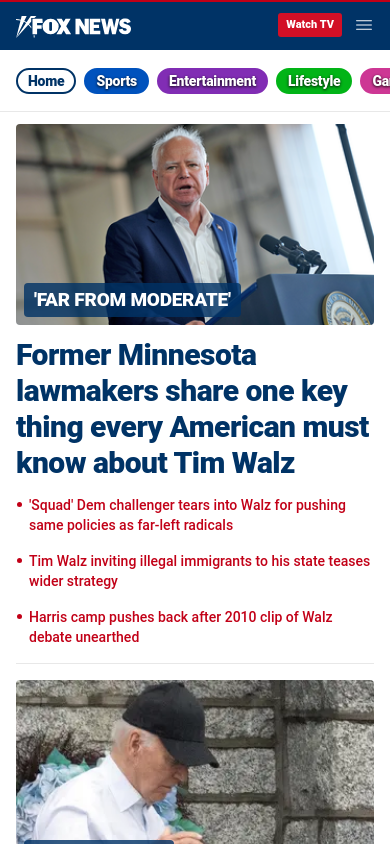 FOX NEWS
Watch TV
Home
Sports
Entertainment
Lifestyle
'FAR FROM MODERATE'
Former Minnesota
lawmakers share one key
thing every American must
know about Tim Walz
'Squad' Dem challenger tears into Walz for pushing
same policies as far-left radicals
Tim Walz inviting illegal immigrants to his state teases
wider strategy
Harris camp pushes back after 2010 clip of Walz
debate unearthed